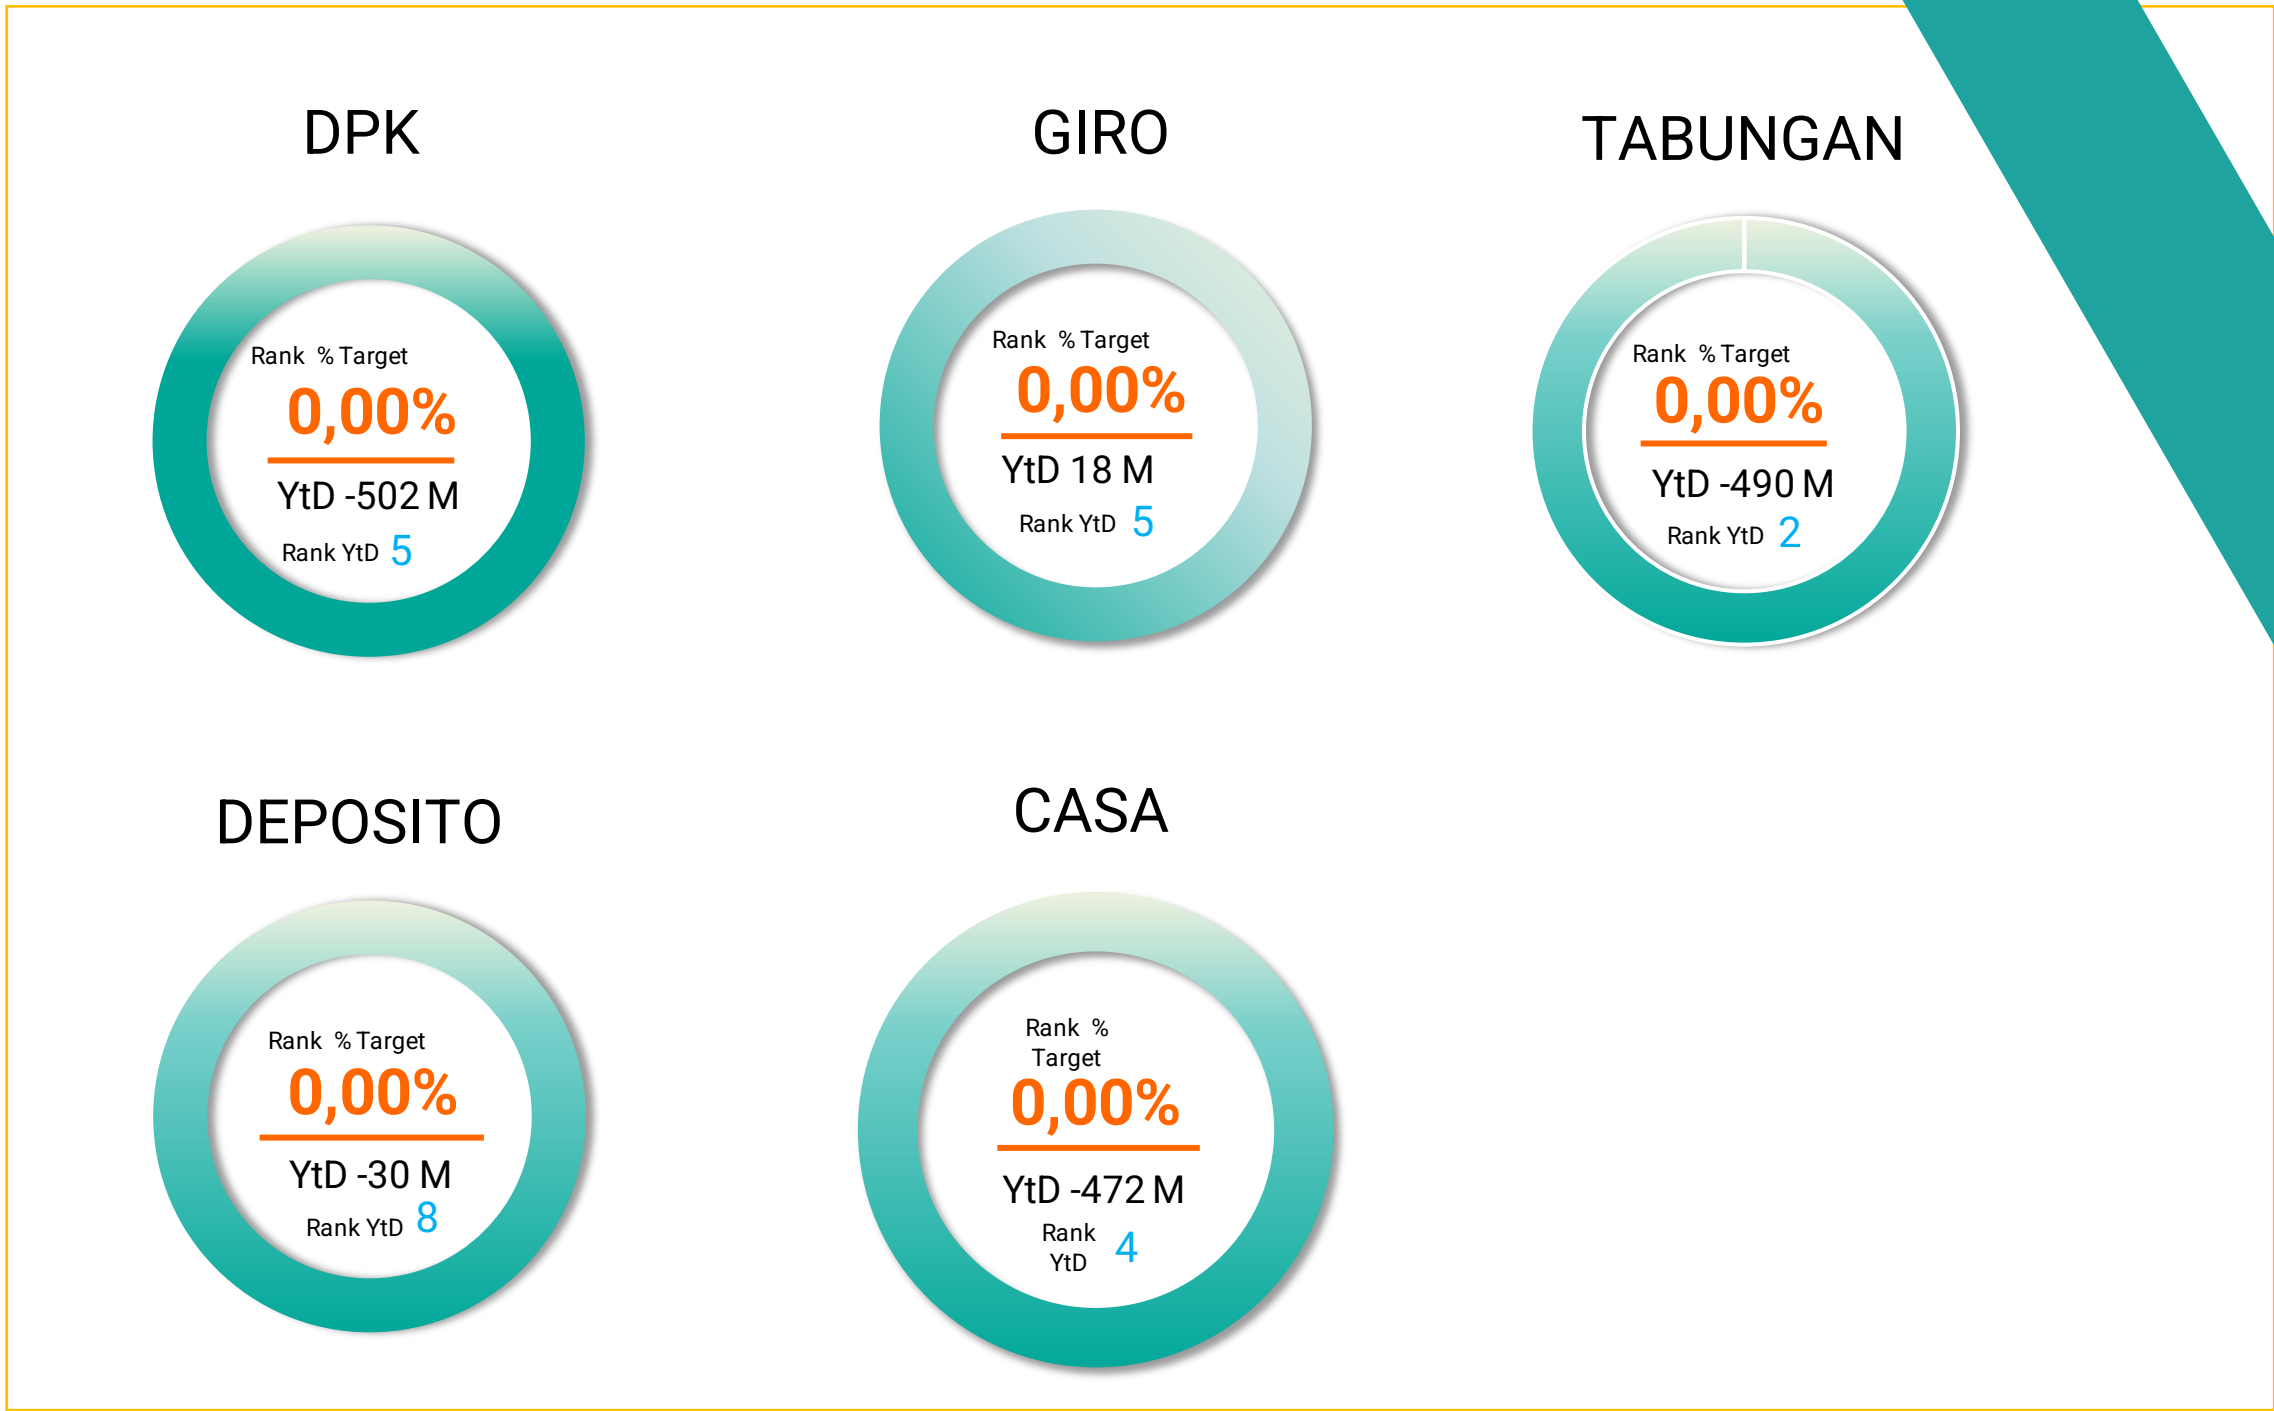 DPK
Rank % Target
0,00%
YtD -502 M
Rank YtD 5
GIRO
Rank % Target
0,00%
YtD 18 M
Rank YtD 5
TABUNGAN
Rank % Target
0,00%
YtD -490 M
Rank YtD 2
DEPOSITO
Rank % Target
0,00%
YtD -30 M
Rank YtD 8
CASA
Rank %
Target
0,00%
YtD -472 M
Rank
YtD
4